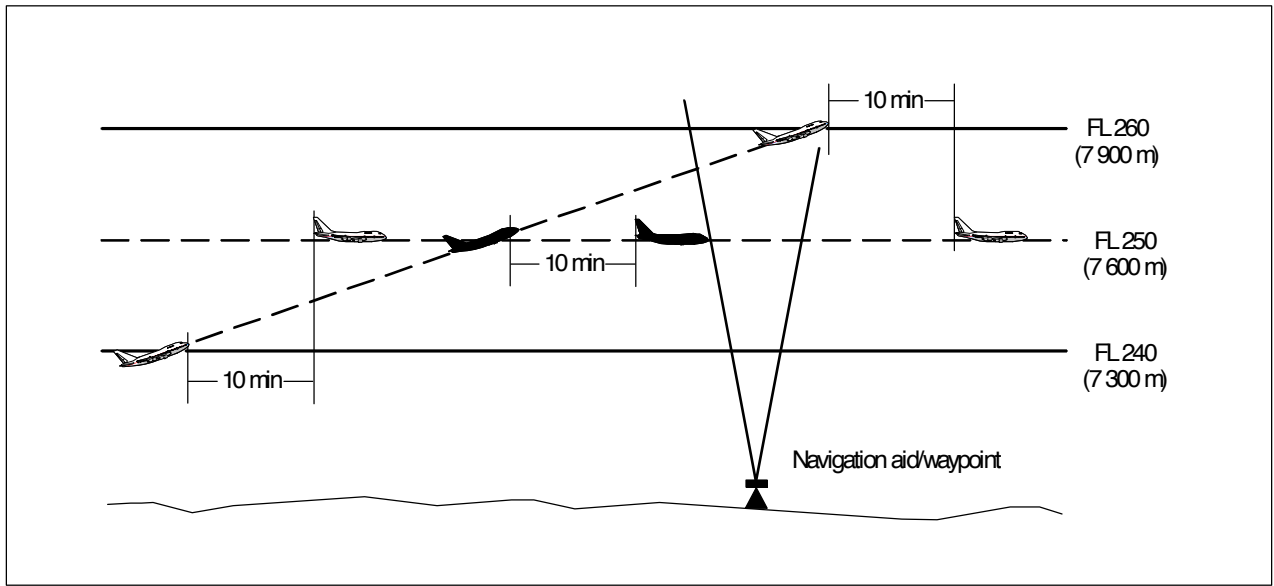 10 min
FL 260
(7 900 m)
FL 250
(7 600 m)
10 min
FL 240
(7 300 m)
10 min
Navigation aid/waypoint